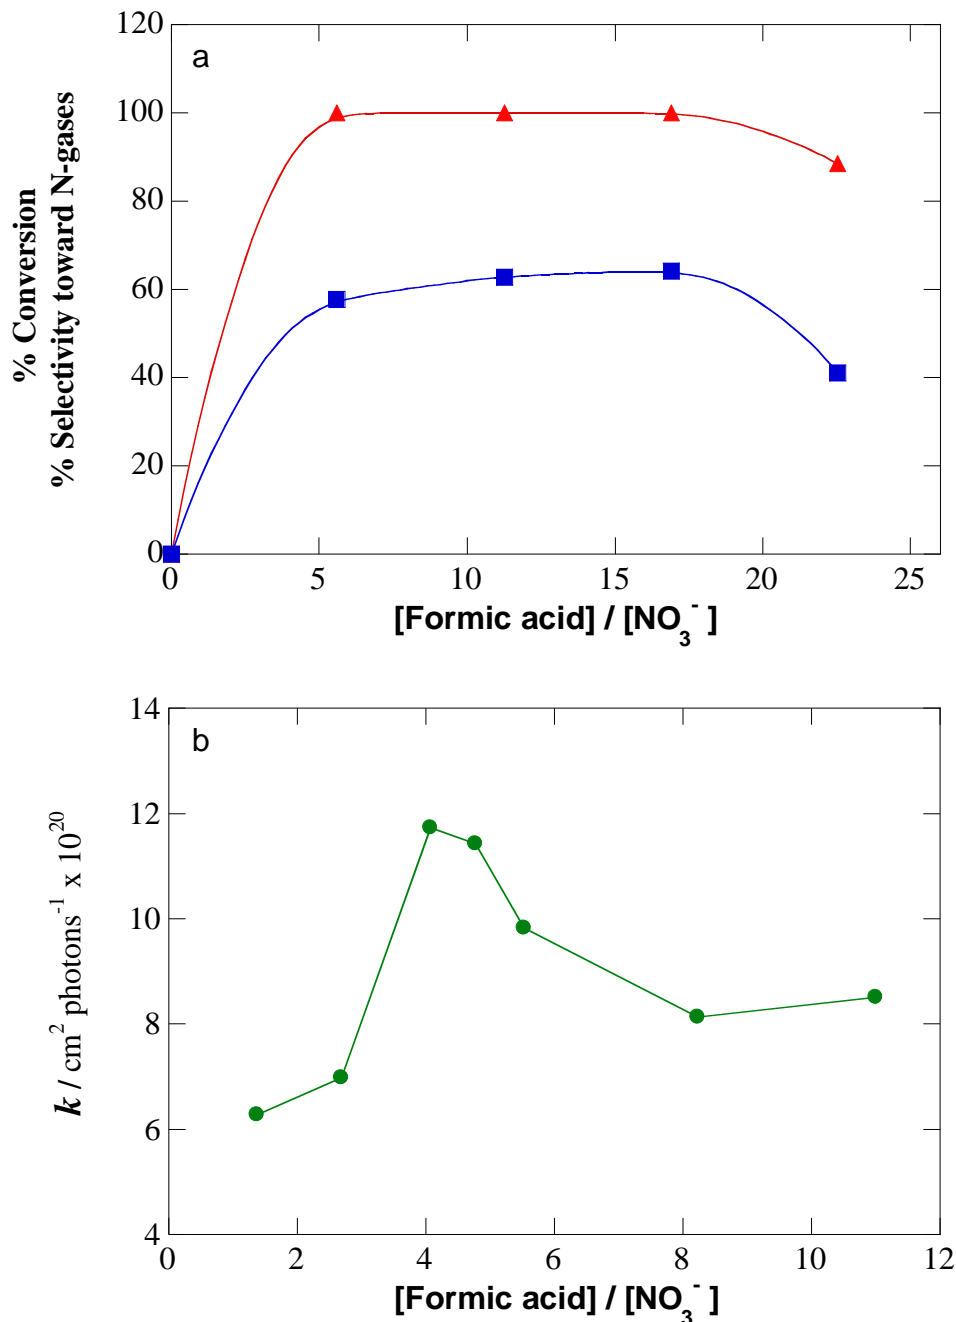 120
a
100
80
60
40
20
0
% Conversion
% Selectivity toward N-gases
0 5 10 15 20 25
[Formic acid] / [NO₃⁻ ]
14
b
12
10
8
6
4
k / cm² photons⁻¹ x 10²⁰
0 2 4 6 8 10 12
[Formic acid] / [NO₃⁻ ]